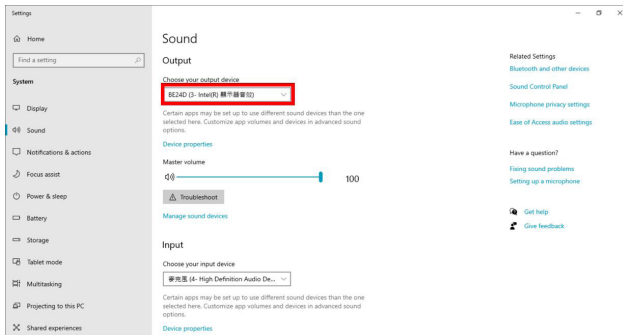 Settings
Home
Find a setting
System
Display
Sound
Notifications & actions
Focus assist
Power & sleep
Battery
Storage
Tablet mode
Multitasking
Projecting to this PC
Shared experiences
Sound
Output
Choose your output device
BE24D (3- Intel(R) 顯示器音效)
Certain apps may be set up to use different sound devices than the one
selected here. Customize app volumes and devices in advanced sound
options.
Device properties
Master volume
100
Troubleshoot
Manage sound devices
Input
Choose your input device
麥克風 (4- High Definition Audio De...
Certain apps may be set up to use different sound devices than the one
selected here. Customize app volumes and devices in advanced sound
options.
Device properties
Related Settings
Bluetooth and other devices
Sound Control Panel
Microphone privacy settings
Ease of Access audio settings
Have a question?
Fixing sound problems
Setting up a microphone
Get help
Give feedback